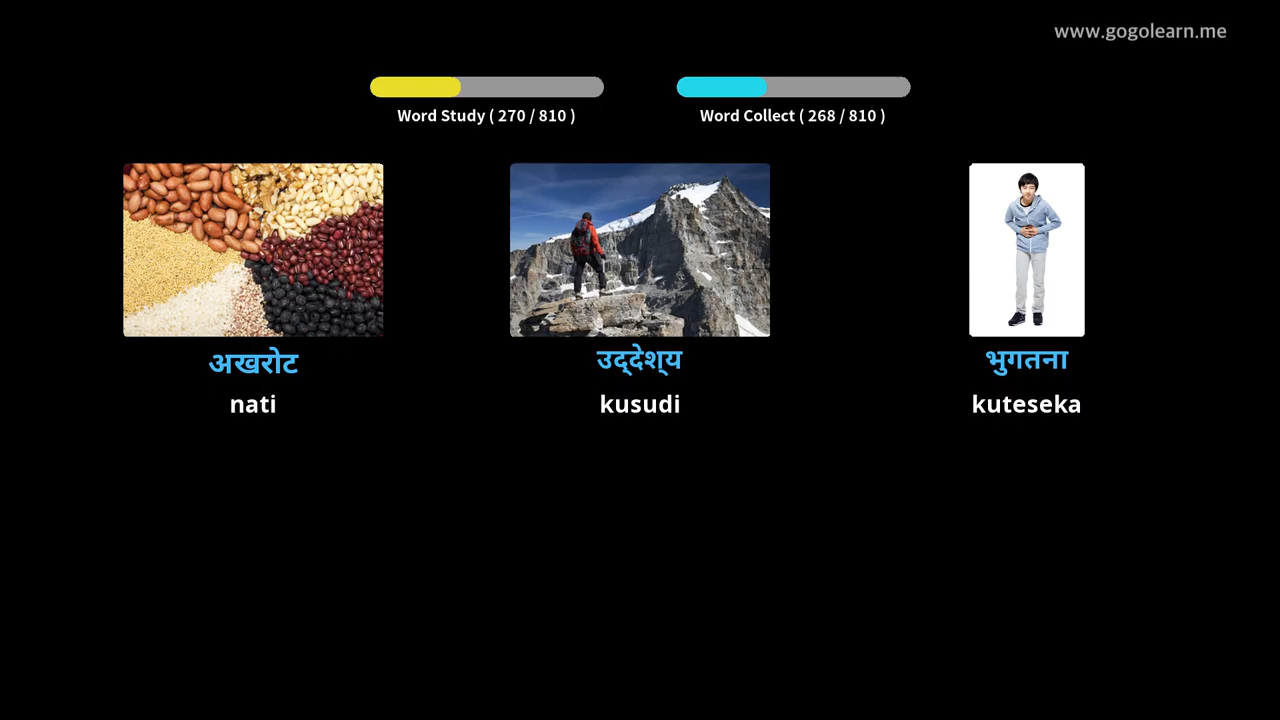 www.gogolearn.me
Word Study ( 270 / 810 )
Word Collect ( 268 / 810 )
अखरोट
उद्देश्य
भुगतना
nati
kusudi
kuteseka